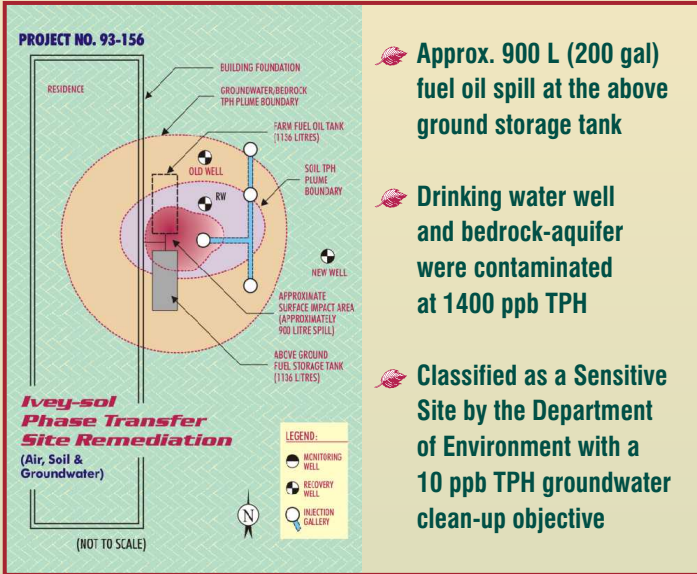 PROJECT NO. 93-156
RESIDENCE
BUILDING FOUNDATION
GROUNDWATER/BEDROCK
TPH PLUME BOUNDARY
FARM FUEL OIL TANK
(1136 LITRES)
OLD WELL
SOIL TPH
PLUME
BOUNDARY
RW
NEW WELL
APPROXIMATE
SURFACE IMPACT AREA
(APPROXIMATELY
900 LITRE SPILL)
ABOVE GROUND
FUEL STORAGE TANK
(1136 LITRES)
Ivey-sol
Phase Transfer
Site Remediation
(Air, Soil &
Groundwater)
LEGEND:
MONITORING
WELL
RECOVERY
WELL
INJECTION
GALLERY
N
(NOT TO SCALE)
Approx. 900 L (200 gal)
fuel oil spill at the above
ground storage tank
Drinking water well
and bedrock-aquifer
were contaminated
at 1400 ppb TPH
Classified as a Sensitive
Site by the Department
of Environment with a
10 ppb TPH groundwater
clean-up objective